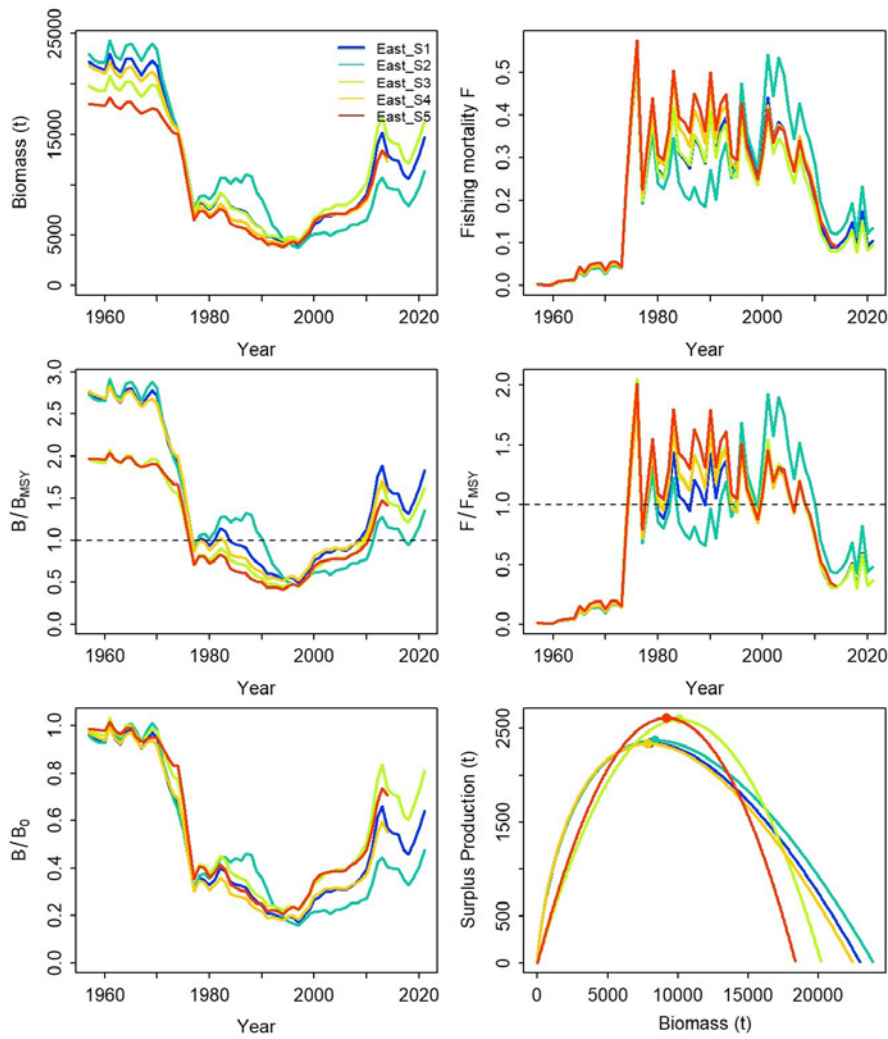 Biomass (t)
0 5000 15000 25000
East_S1
East_S2
East_S3
East_S4
East_S5
1960 1980 2000 2020
Year
Fishing mortality F
0.0 0.1 0.2 0.3 0.4 0.5
1960 1980 2000 2020
Year
B/BMSY
0.0 0.5 1.0 1.5 2.0 2.5 3.0
1960 1980 2000 2020
Year
F/FMSY
0.0 0.5 1.0 1.5 2.0
1960 1980 2000 2020
Year
B/B0
0.0 0.2 0.4 0.6 0.8 1.0
1960 1980 2000 2020
Year
Surplus Production (t)
0 500 1500 2500
0 5000 10000 15000 20000
Biomass (t)